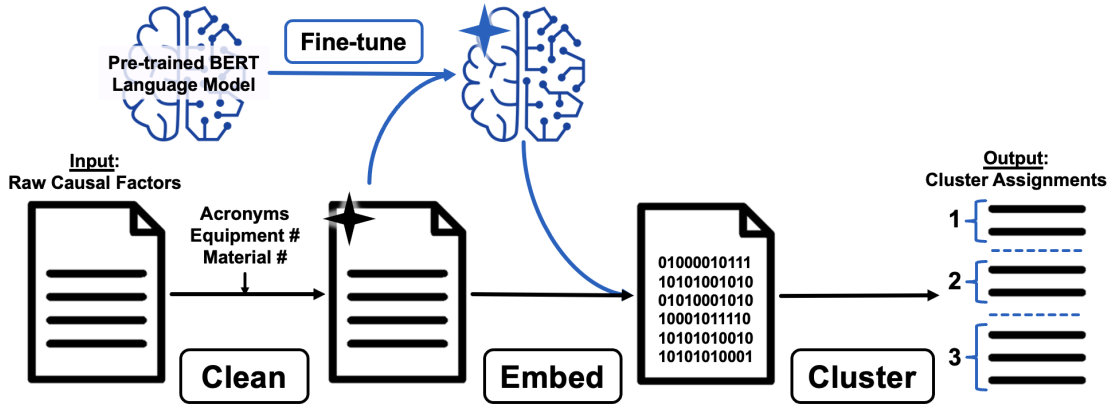 Pre-trained BERT
Language Model
Fine-tune
Input:
Raw Causal Factors
Acronyms
Equipment #
Material #
Clean
Embed
01000010111
10101001010
01010001010
10001011110
10101010010
10101010001
Cluster
Output:
Cluster Assignments
1
2
3